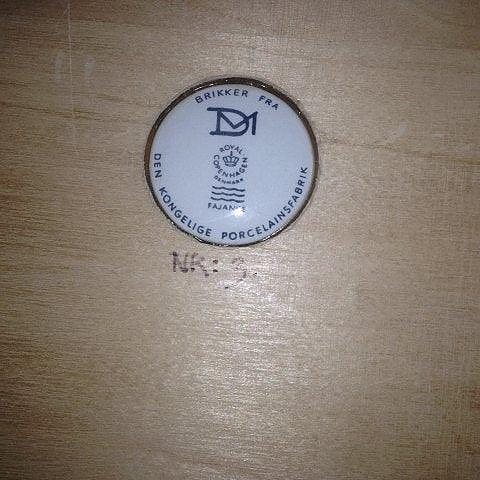 BRIKKER FRA
DM
ROYAL
COPENHAGEN
DENMARK
FAJANCE
DEN KONGELIGE PORCELAINSFABRIK
NR: 3.